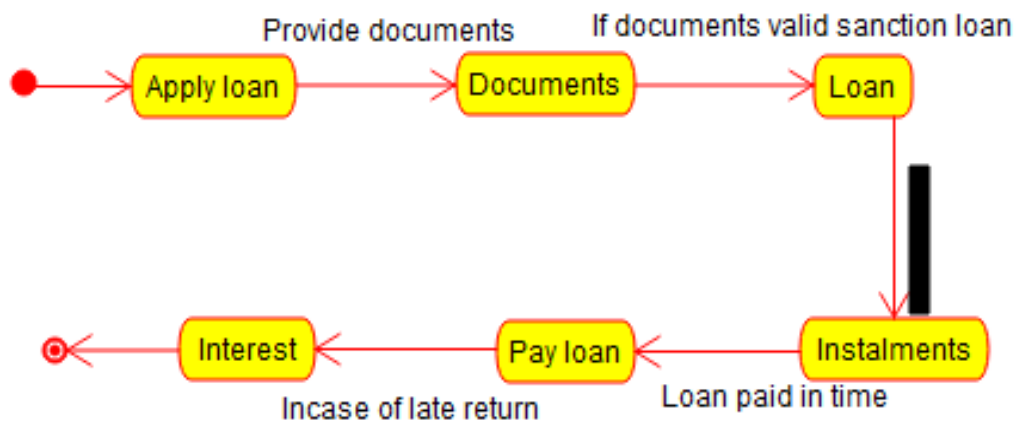 Provide documents
If documents valid sanction loan
Apply loan
Documents
Loan
Interest
Pay loan
Instalments
Incase of late return
Loan paid in time